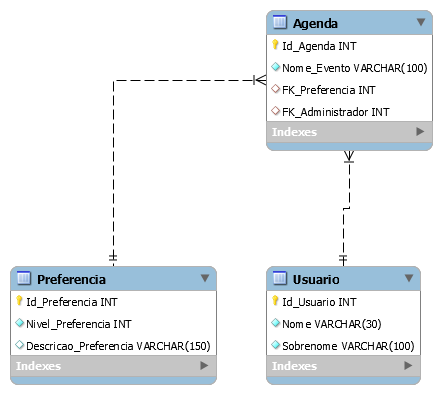 Agenda
Id_Agenda INT
Nome_Evento VARCHAR(100)
FK_Preferencia INT
FK_Administrador INT
Indexes
Preferencia
Id_Preferencia INT
Nivel_Preferencia INT
Descricao_Preferencia VARCHAR(150)
Indexes
Usuario
Id_Usuario INT
Nome VARCHAR(30)
Sobrenome VARCHAR(100)
Indexes